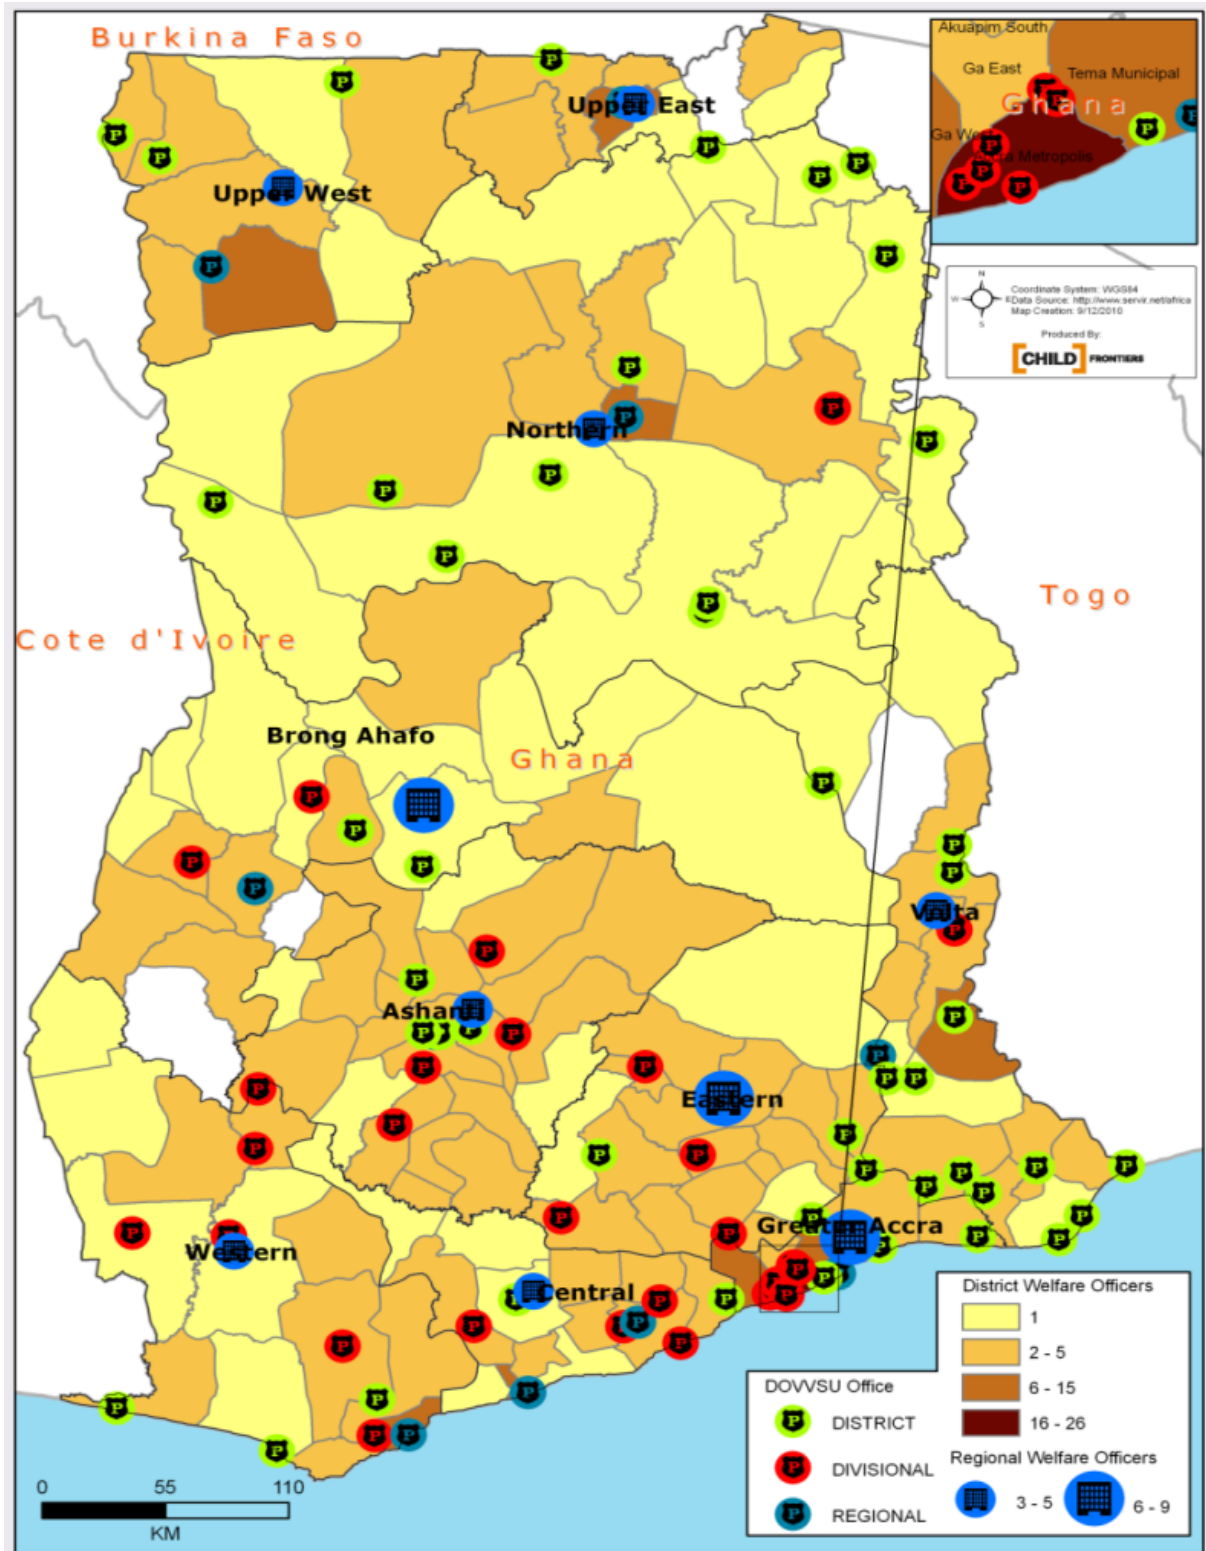 Burkina Faso
Akuapim South
Ga East
Tema Municipal
Ghana
Ga West
Accra Metropolis
Upper East
Upper West
N
W
E
S
Coordinate System: WGS84
Data Source: http://www.servir.net/africa
Map Creation: 9/12/2010
Produced By:
[CHILD] FRONTIERS
Northern
Togo
Cote d'Ivoire
Brong Ahafo
Ghana
Volta
Ashanti
Eastern
Greater Accra
Western
Central
District Welfare Officers
1
2 - 5
6 - 15
16 - 26
DOVVSU Office
DISTRICT
DIVISIONAL
REGIONAL
Regional Welfare Officers
3 - 5
6 - 9
0 55 110
KM